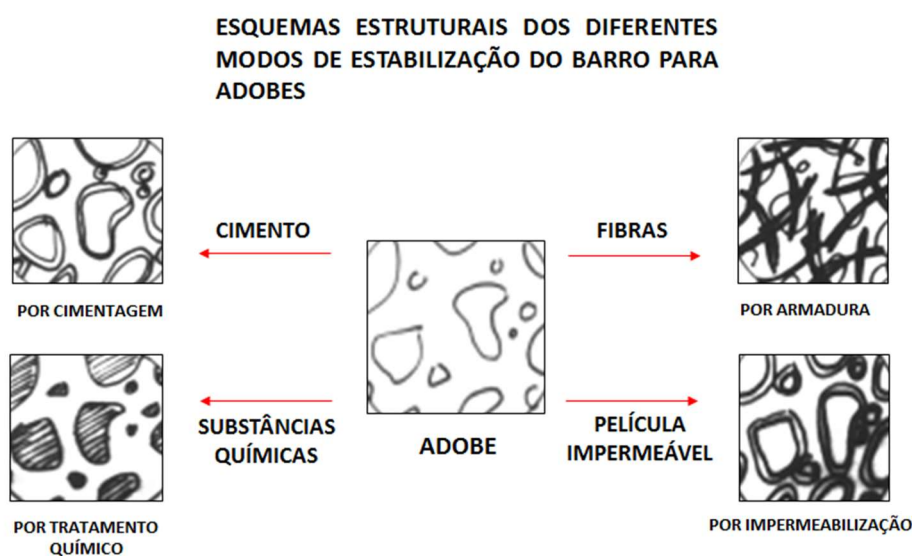 ESQUEMAS ESTRUTURAIS DOS DIFERENTES
MODOS DE ESTABILIZAÇÃO DO BARRO PARA
ADOBES
CIMENTO
FIBRAS
POR CIMENTAGEM
POR ARMADURA
SUBSTÂNCIAS
QUÍMICAS
ADOBE
PELÍCULA
IMPERMEÁVEL
POR TRATAMENTO
QUÍMICO
POR IMPERMEABILIZAÇÃO